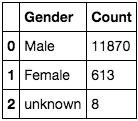 Gender Count
0 Male 11870
1 Female 613
2 unknown 8